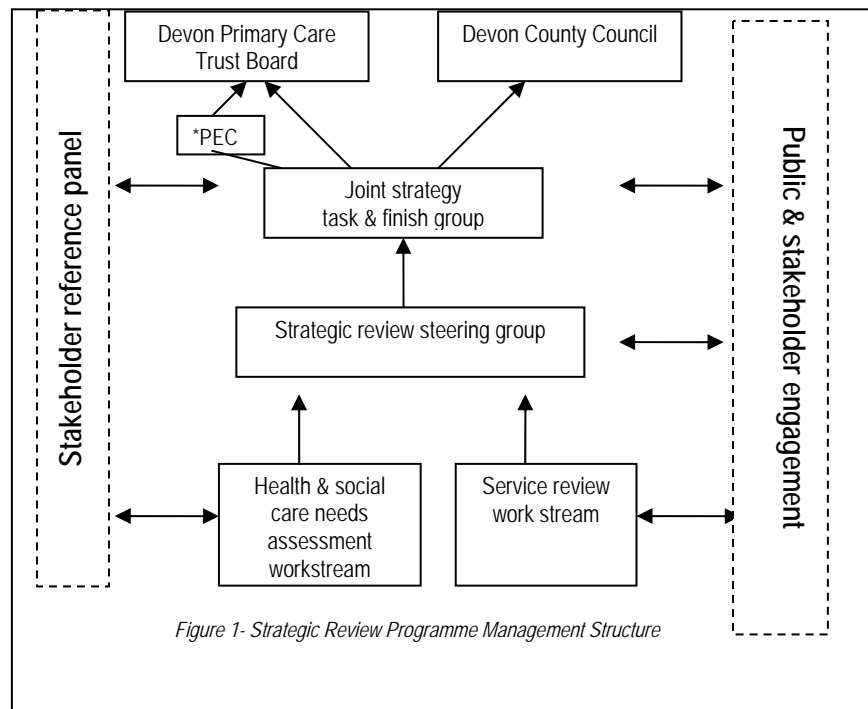 Devon Primary Care
Trust Board
Devon County Council
*PEC
Stakeholder reference panel
Public & stakeholder engagement
Joint strategy
task & finish group
Strategic review steering group
Health & social
care needs
assessment
workstream
Service review
work stream
Figure 1- Strategic Review Programme Management Structure